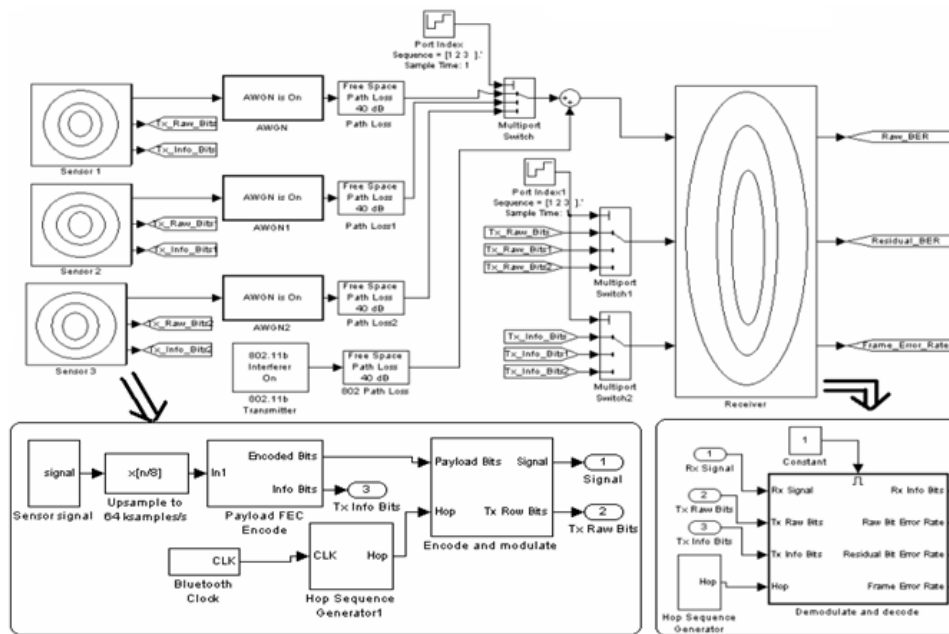 Port Index
Sequence = [1 2 3 ].'
Sample Time: 1
AWGN is On
AWGN
Free Space
Path Loss
40 dB
Path Loss
Multiport
Switch
Tx_Raw_Bits
Tx_Info_Bits
Sensor 1
Raw_BER
AWGN is On
AWGN1
Free Space
Path Loss
40 dB
Path Loss1
Port Index1
Sequence = [1 2 3 ].'
Sample Time:
Tx_Raw_Bits1
Tx_Info_Bits1
Sensor 2
Tx_Raw_Bits
Tx_Raw_Bits1
Tx_Raw_Bits2
Multiport
Switch1
Residual_BER
AWGN is On
AWGN2
Free Space
Path Loss
40 dB
Path Loss2
Tx_Raw_Bits2
Tx_Info_Bits2
Sensor 3
Tx_Info_Bits
Tx_Info_Bits1
Tx_Info_Bits2
Multiport
Switch2
Frame_Error_Rate
802.11b
Interferer
On
802.11b
Transmitter
Free Space
Path Loss
40 dB
802 Path Loss
Receiver
signal
Sensor signal
x[n/8]
Upsample to
64 ksamples/s
In1
Encoded Bits
Info Bits
Payload FEC
Encode
3
Tx Info Bits
Payload Bits
Signal
Hop
Tx Row Bits
Encode and modulate
1
Signal
2
Tx Raw Bits
CLK
Bluetooth
Clock
CLK
Hop
Hop Sequence
Generator1
1
Constant
1
Rx Signal
2
Tx Raw Bits
3
Tx Info Bits
Hop
Hop Sequence
Generator
Rx Signal
Rx Info Bits
Tx Raw Bits
Raw Bit Error Rate
Tx Info Bits
Residual Bit Error Rate
Hop
Frame Error Rate
Demodulate and decode